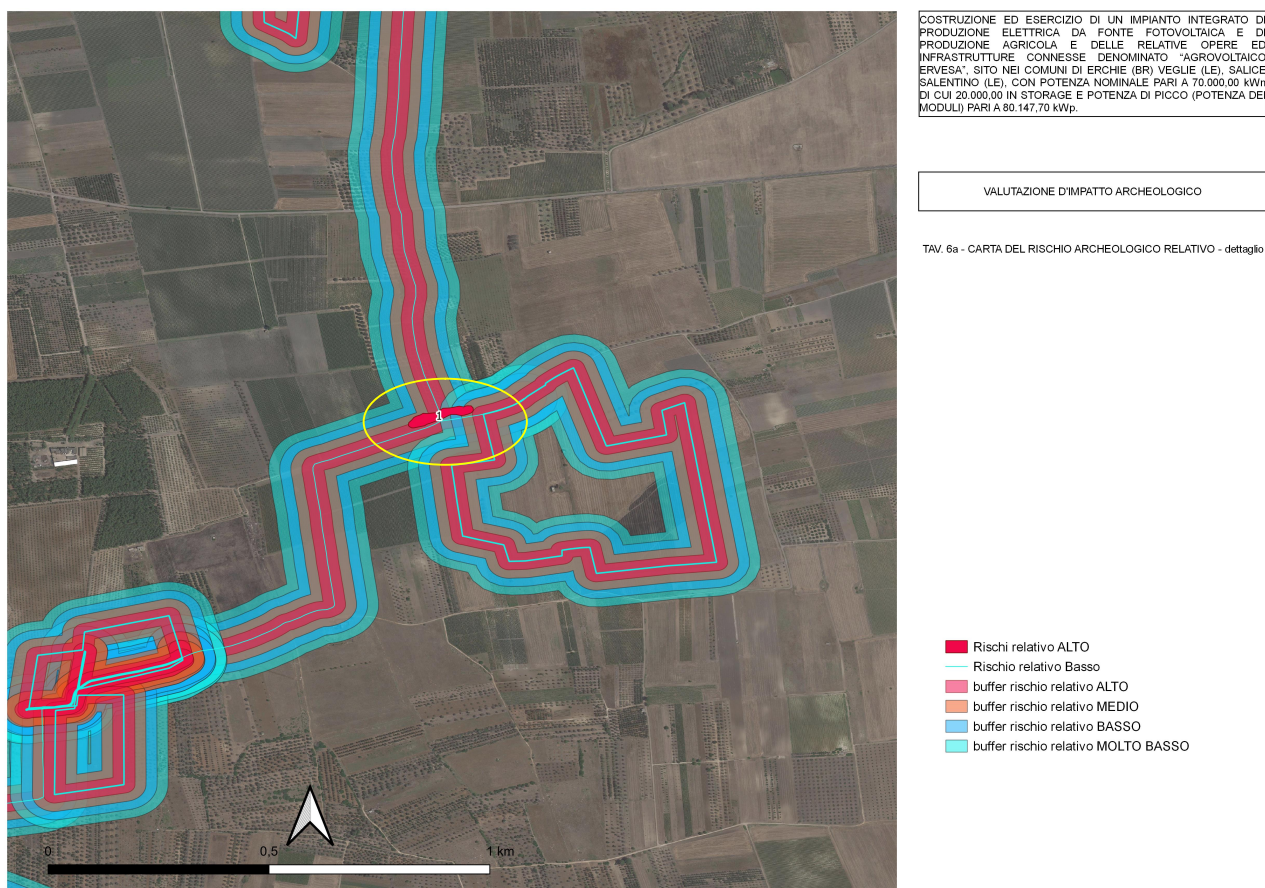 COSTRUZIONE ED ESERCIZIO DI UN IMPIANTO INTEGRATO DI
PRODUZIONE ELETTRICA DA FONTE FOTOVOLTAICA E DI
PRODUZIONE AGRICOLA E DELLE RELATIVE OPERE ED
INFRASTRUTTURE CONNESSE DENOMINATO “AGROVOLTAICO
ERVESA”, SITO NEI COMUNI DI ERCHIE (BR) VEGLIE (LE), SALICE
SALENTINO (LE), CON POTENZA NOMINALE PARI A 70.000,00 kWn
DI CUI 20.000,00 IN STORAGE E POTENZA DI PICCO (POTENZA DEI
MODULI) PARI A 80.147,70 kWp.
VALUTAZIONE D'IMPATTO ARCHEOLOGICO
TAV. 6a - CARTA DEL RISCHIO ARCHEOLOGICO RELATIVO - dettaglio
1
Rischi relativo ALTO
Rischio relativo Basso
buffer rischio relativo ALTO
buffer rischio relativo MEDIO
buffer rischio relativo BASSO
buffer rischio relativo MOLTO BASSO
0 0,5 1 km